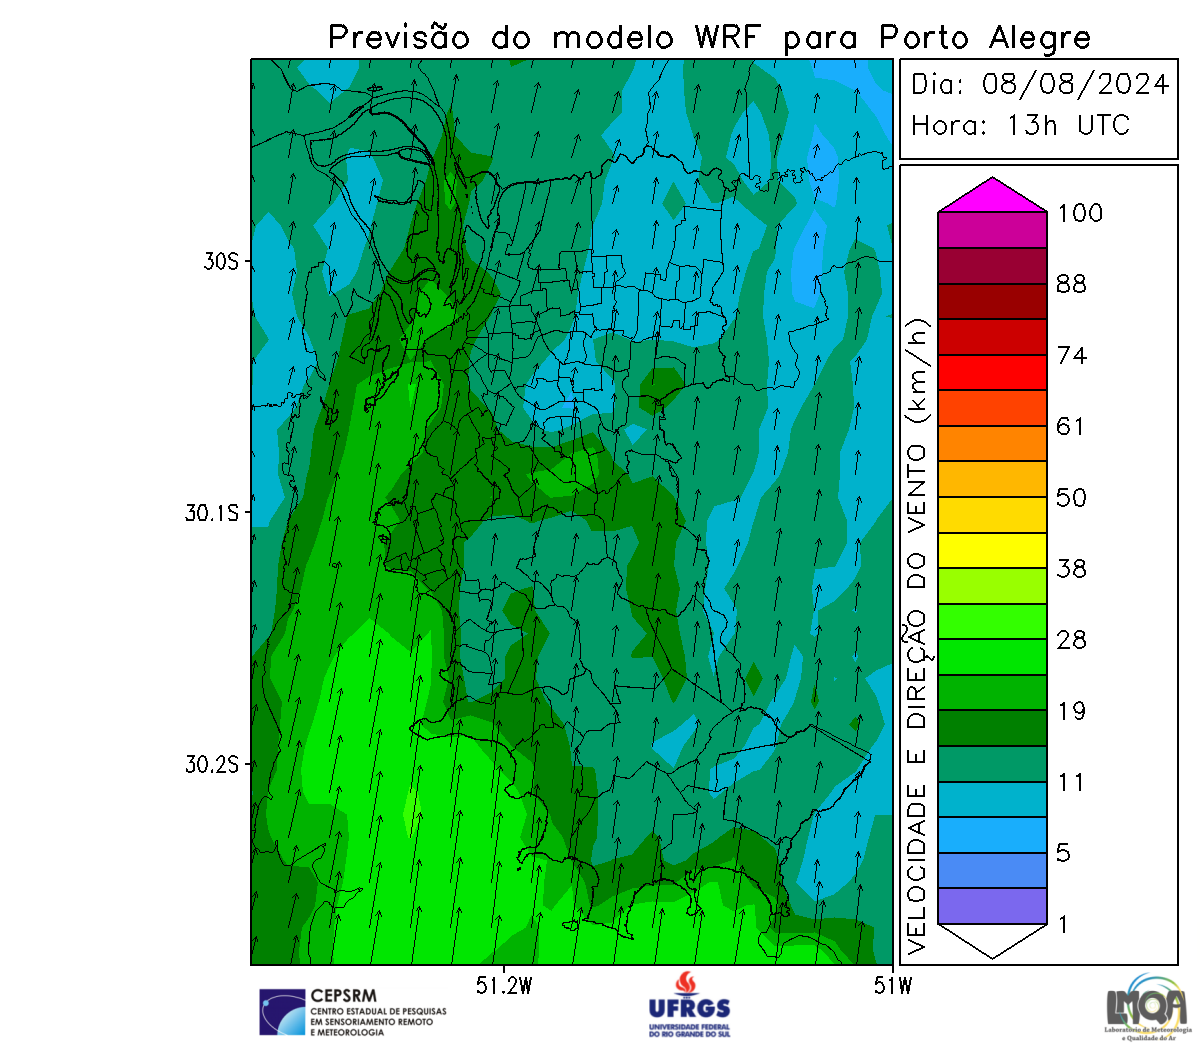 Previsão do modelo WRF para Porto Alegre
Dia: 08/08/2024
Hora: 13h UTC
30S
30.1S
30.2S
51.2W
51W
VELOCIDADE E DIREÇÃO DO VENTO (km/h)
100
88
74
61
50
38
28
19
11
5
1
CEPSRM
CENTRO ESTADUAL DE PESQUISAS
EM SENSORIAMENTO REMOTO
E METEOROLOGIA
UFRGS
UNIVERSIDADE FEDERAL
DO RIO GRANDE DO SUL
LMQA
Laboratório de Meteorologia
e Qualidade do Ar